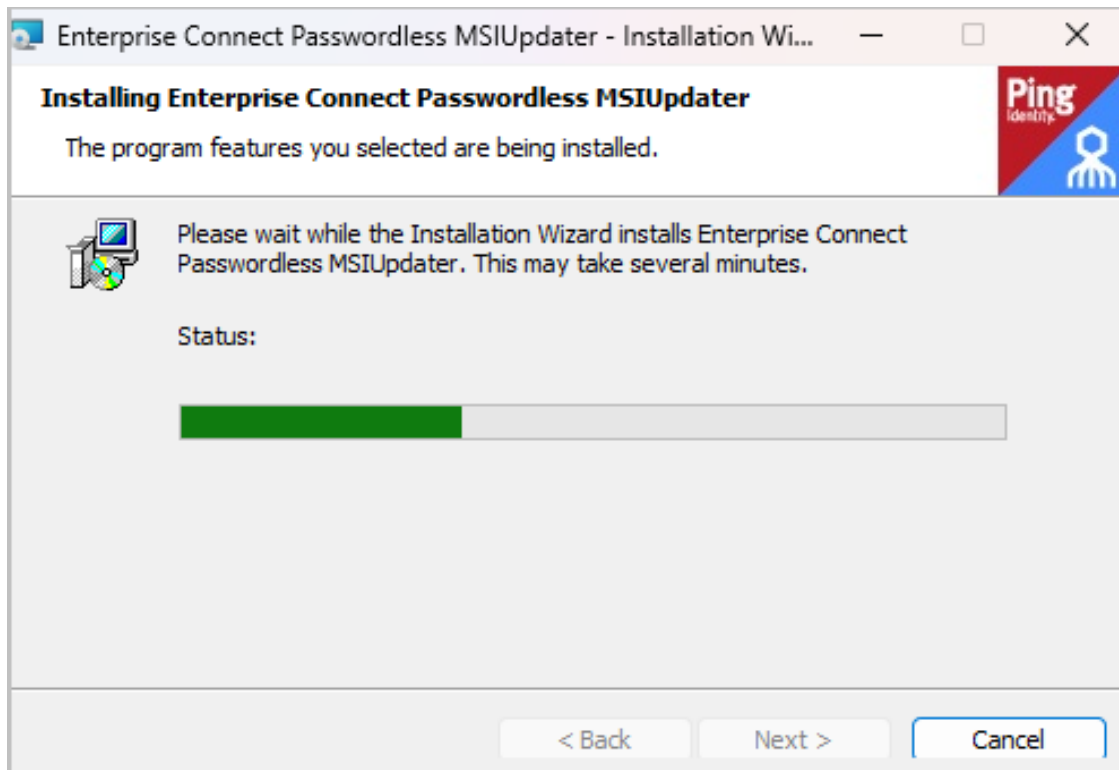 Enterprise Connect Passwordless MSIUpdater - Installation Wi...
Installing Enterprise Connect Passwordless MSIUpdater
The program features you selected are being installed.
Ping
Identity.
Please wait while the Installation Wizard installs Enterprise Connect
Passwordless MSIUpdater. This may take several minutes.
Status:
< Back
Next >
Cancel